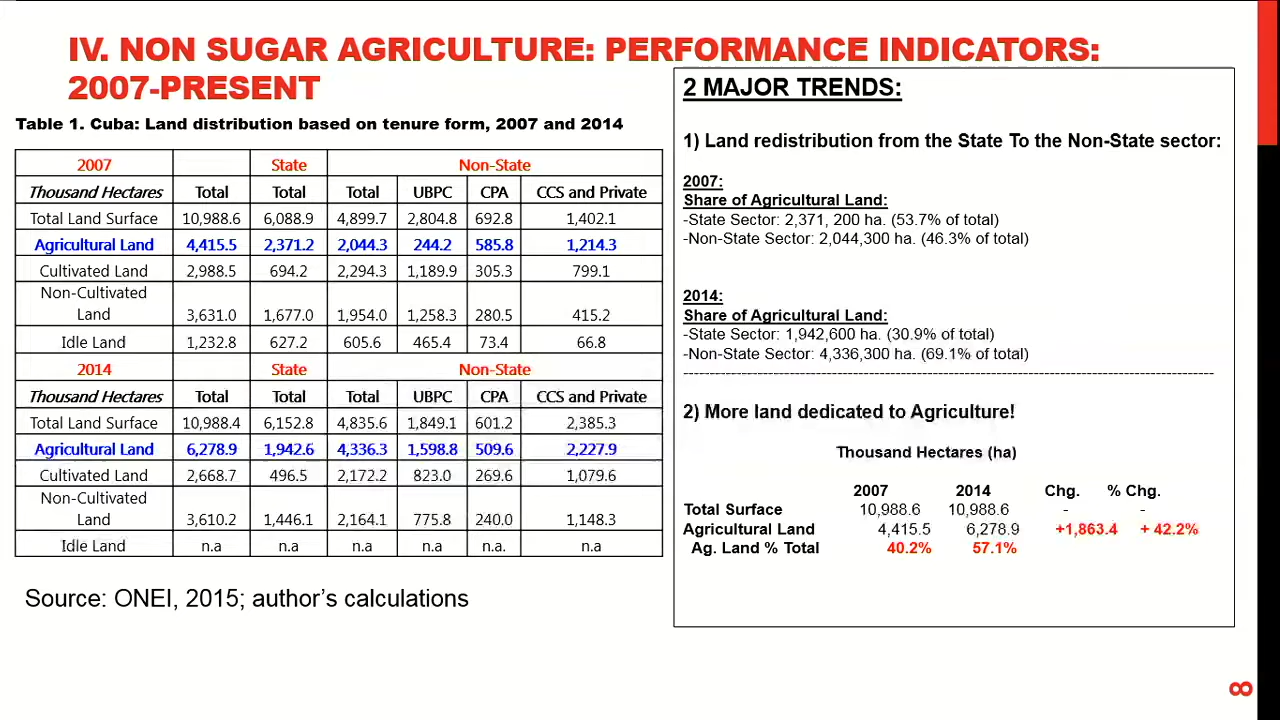 IV. NON SUGAR AGRICULTURE: PERFORMANCE INDICATORS:
2007-PRESENT
Table 1. Cuba: Land distribution based on tenure form, 2007 and 2014
2007 State Non-State
Thousand Hectares Total Total Total UBPC CPA CCS and Private
Total Land Surface 10,988.6 6,088.9 4,899.7 2,804.8 692.8 1,402.1
Agricultural Land 4,415.5 2,371.2 2,044.3 244.2 585.8 1,214.3
Cultivated Land 2,988.5 694.2 2,294.3 1,189.9 305.3 799.1
Non-Cultivated
Land 3,631.0 1,677.0 1,954.0 1,258.3 280.5 415.2
Idle Land 1,232.8 627.2 605.6 465.4 73.4 66.8
2014 State Non-State
Thousand Hectares Total Total Total UBPC CPA CCS and Private
Total Land Surface 10,988.4 6,152.8 4,835.6 1,849.1 601.2 2,385.3
Agricultural Land 6,278.9 1,942.6 4,336.3 1,598.8 509.6 2,227.9
Cultivated Land 2,668.7 496.5 2,172.2 823.0 269.6 1,079.6
Non-Cultivated
Land 3,610.2 1,446.1 2,164.1 775.8 240.0 1,148.3
Idle Land n.a n.a n.a n.a n.a. n.a
Source: ONEI, 2015; author's calculations
2 MAJOR TRENDS:
1) Land redistribution from the State To the Non-State sector:
2007:
Share of Agricultural Land:
-State Sector: 2,371, 200 ha. (53.7% of total)
-Non-State Sector: 2,044,300 ha. (46.3% of total)
2014:
Share of Agricultural Land:
-State Sector: 1,942,600 ha. (30.9% of total)
-Non-State Sector: 4,336,300 ha. (69.1% of total)
2) More land dedicated to Agriculture!
Thousand Hectares (ha)
2007 2014 Chg. % Chg.
Total Surface 10,988.6 10,988.6 - -
Agricultural Land 4,415.5 6,278.9 +1,863.4 + 42.2%
Ag. Land % Total 40.2% 57.1%
8